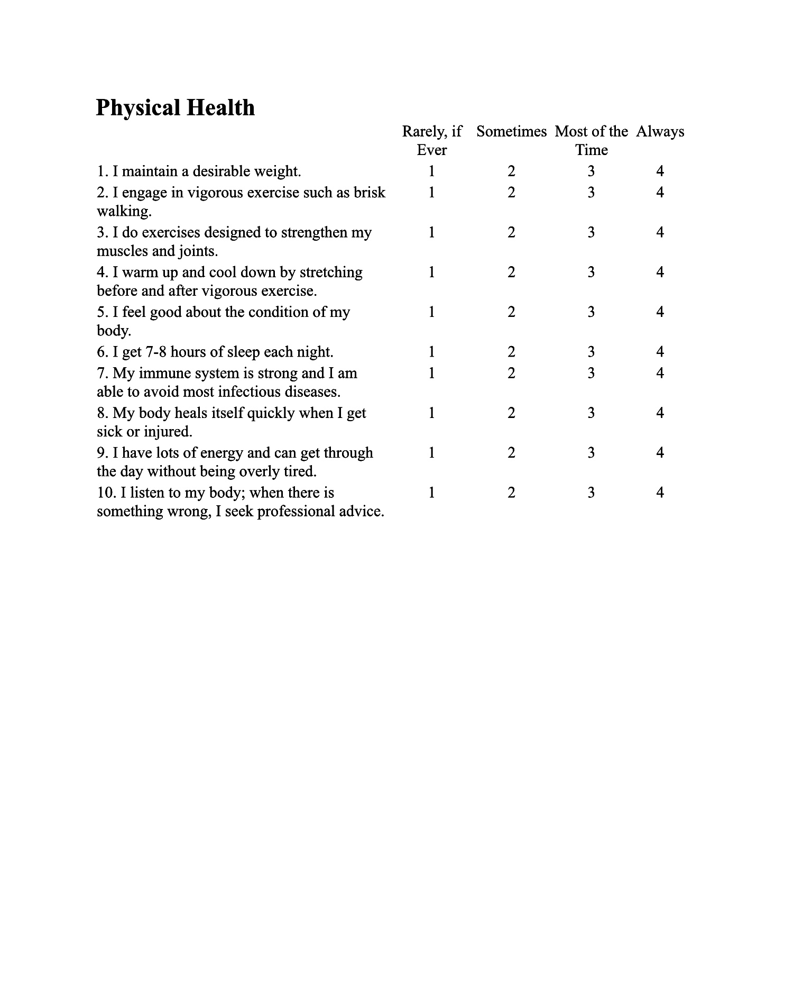 Physical Health
Rarely, if Sometimes Most of the Always
Ever Time
1. I maintain a desirable weight. 1 2 3 4
2. I engage in vigorous exercise such as brisk 1 2 3 4
walking.
3. I do exercises designed to strengthen my 1 2 3 4
muscles and joints.
4. I warm up and cool down by stretching 1 2 3 4
before and after vigorous exercise.
5. I feel good about the condition of my 1 2 3 4
body.
6. I get 7-8 hours of sleep each night. 1 2 3 4
7. My immune system is strong and I am 1 2 3 4
able to avoid most infectious diseases.
8. My body heals itself quickly when I get 1 2 3 4
sick or injured.
9. I have lots of energy and can get through 1 2 3 4
the day without being overly tired.
10. I listen to my body; when there is 1 2 3 4
something wrong, I seek professional advice.